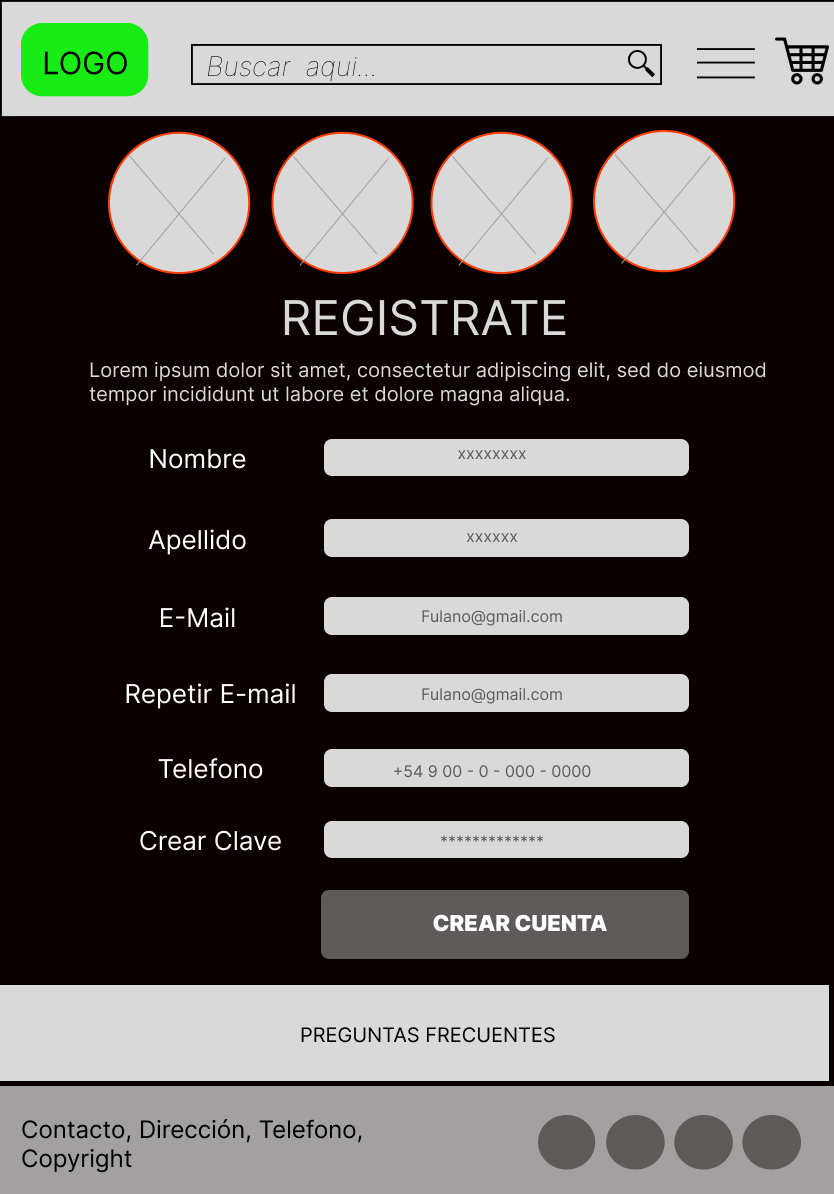 LOGO
Buscar aqui...
REGISTRATE
Lorem ipsum dolor sit amet, consectetur adipiscing elit, sed do eiusmod
tempor incididunt ut labore et dolore magna aliqua.
Nombre xxxxxxxx
Apellido xxxxxx
E-Mail Fulano@gmail.com
Repetir E-mail Fulano@gmail.com
Telefono +54 9 00 - 0 - 000 - 0000
Crear Clave *************
CREAR CUENTA
PREGUNTAS FRECUENTES
Contacto, Dirección, Telefono,
Copyright